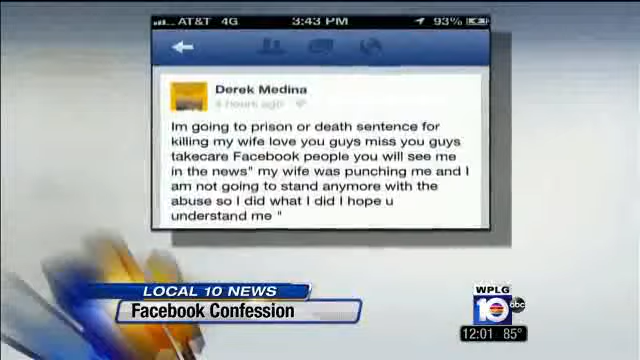 AT&T 4G 3:43 PM 93%
Derek Medina
4 hours ago
Im going to prison or death sentence for
killing my wife love you guys miss you guys
takecare Facebook people you will see me
in the news" my wife was punching me and I
am not going to stand anymore with the
abuse so I did what I did I hope u
understand me "
LOCAL 10 NEWS
Facebook Confession
WPLG
10 abc
12:01 85°